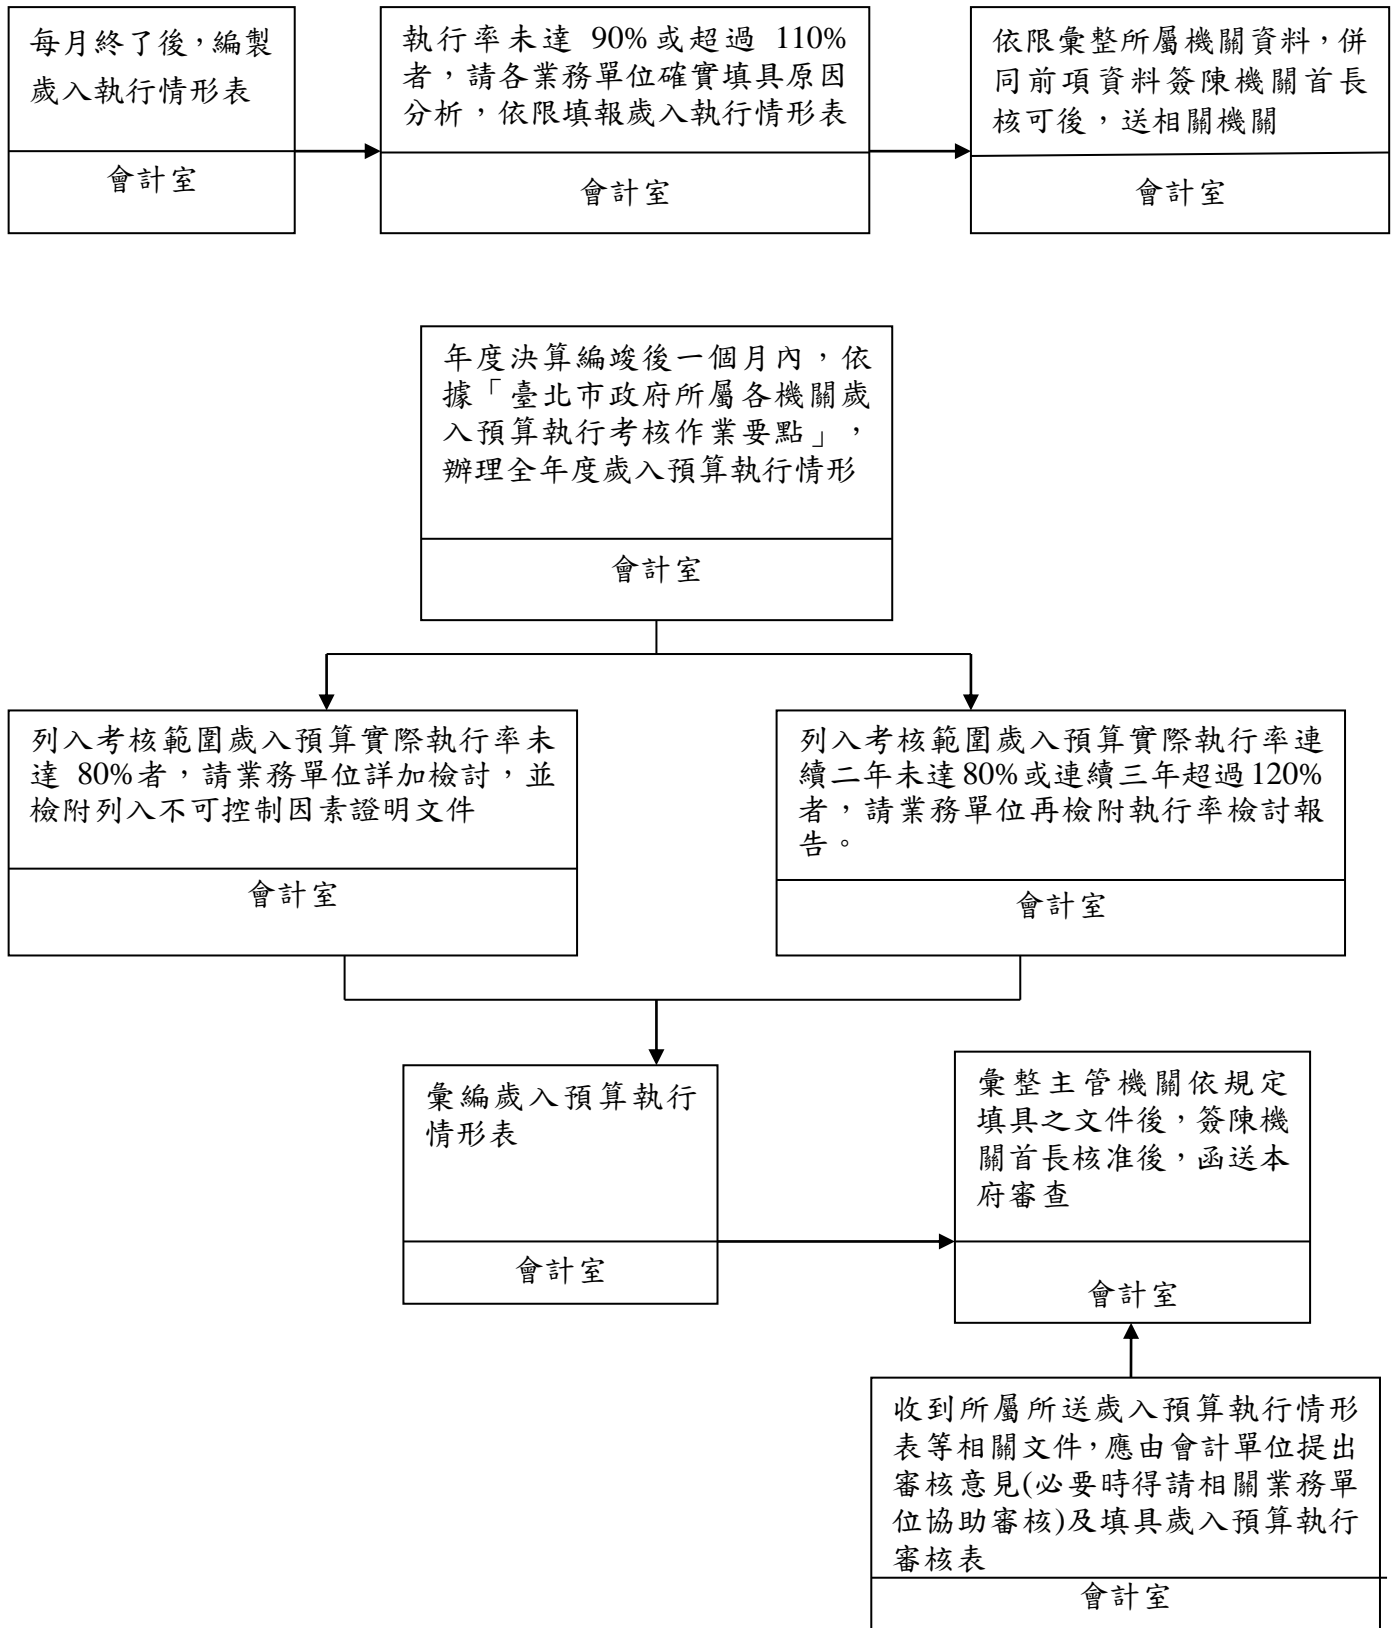 每月終了後，編製
歲入執行情形表
會計室
執行率未達 90%或超過 110%
者，請各業務單位確實填具原因
分析，依限填報歲入執行情形表
會計室
依限彙整所屬機關資料，併
同前項資料簽陳機關首長
核可後，送相關機關
會計室
年度決算編竣後一個月內，依
據「臺北市政府所屬各機關歲
入預算執行考核作業要點」，
辦理全年度歲入預算執行情形
會計室
列入考核範圍歲入預算實際執行率未
達 80%者，請業務單位詳加檢討，並
檢附列入不可控制因素證明文件
會計室
列入考核範圍歲入預算實際執行率連
續二年未達80%或連續三年超過120%
者，請業務單位再檢附執行率檢討報
告。
會計室
彙編歲入預算執行
情形表
會計室
彙整主管機關依規定
填具之文件後，簽陳機
關首長核准後，函送本
府審查
會計室
收到所屬所送歲入預算執行情形
表等相關文件，應由會計單位提出
審核意見(必要時得請相關業務單
位協助審核)及填具歲入預算執行
審核表
會計室